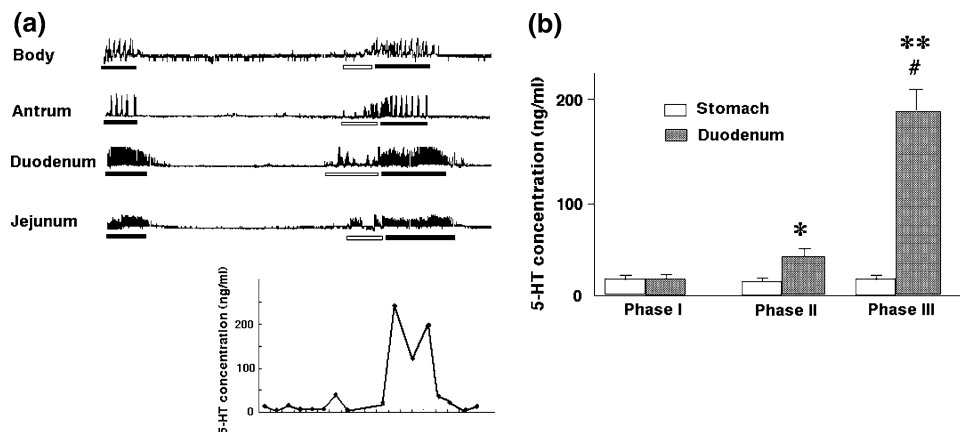 (a)
Body
Antrum
Duodenum
Jejunum
5-HT concentration (ng/ml)
200
100
0
(b)
5-HT concentration (ng/ml)
200
100
0
Stomach
Duodenum
*
**
#
Phase I
Phase II
Phase III